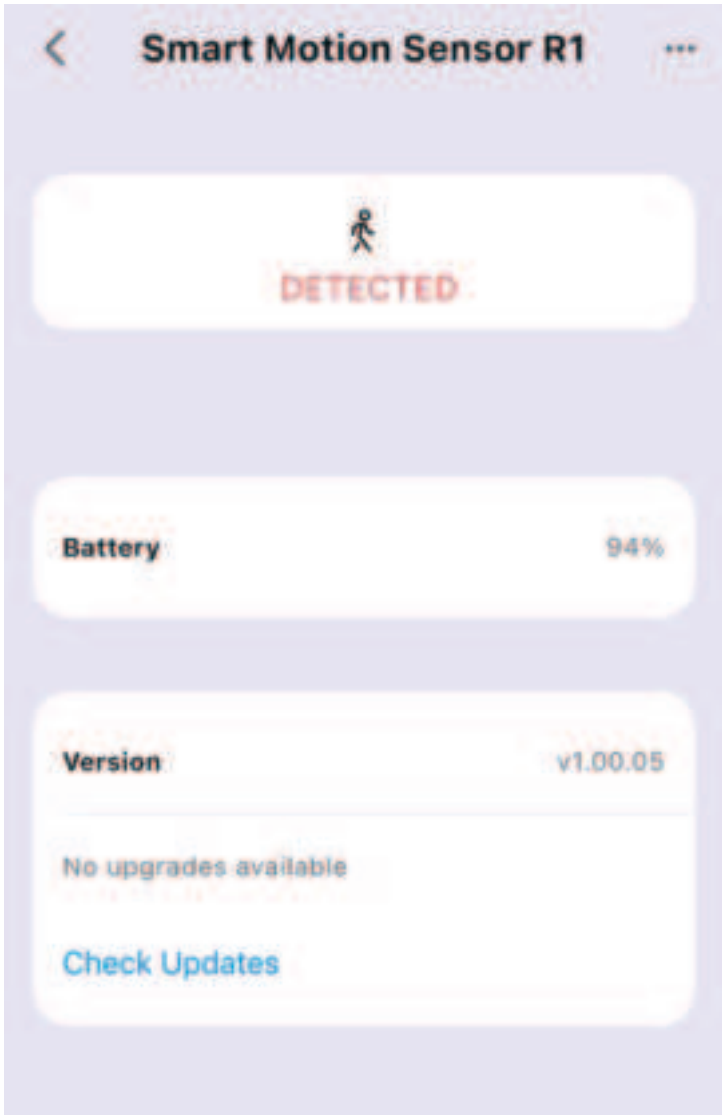 Smart Motion Sensor R1
DETECTED
Battery 94%
Version v1.00.05
No upgrades available
Check Updates